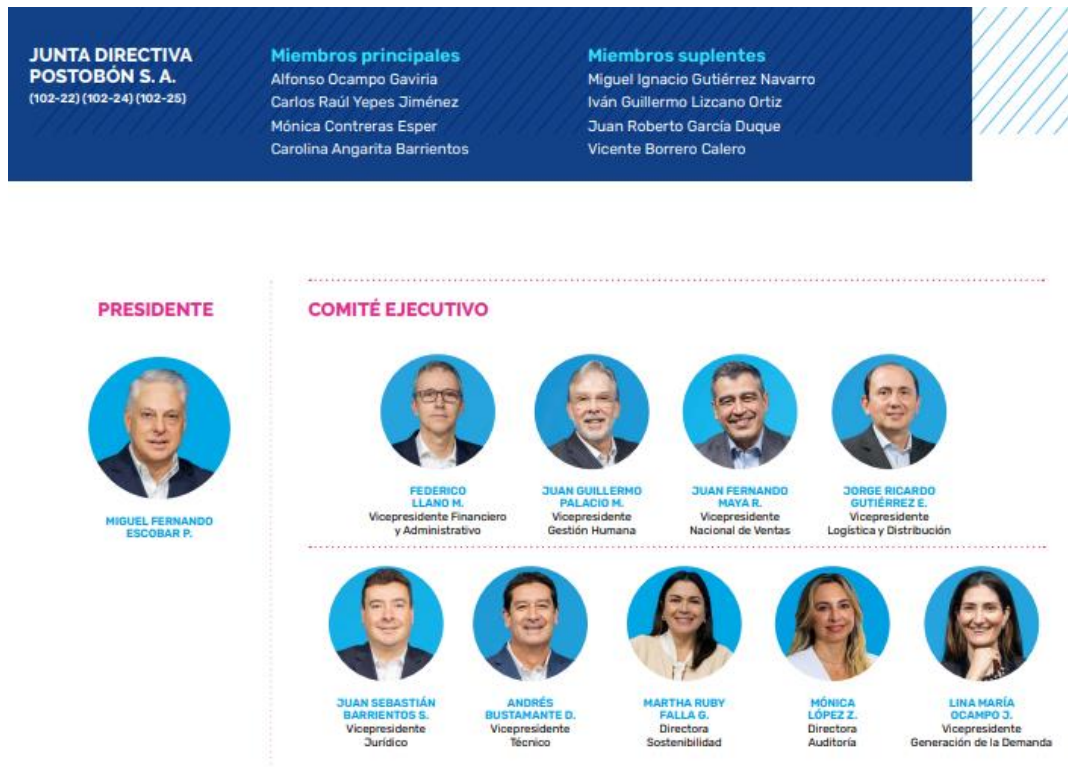 JUNTA DIRECTIVA
POSTOBÓN S. A.
(102-22) (102-24) (102-25)
Miembros principales
Alfonso Ocampo Gaviria
Carlos Raúl Yepes Jiménez
Mónica Contreras Esper
Carolina Angarita Barrientos
Miembros suplentes
Miguel Ignacio Gutiérrez Navarro
Iván Guillermo Lizcano Ortiz
Juan Roberto García Duque
Vicente Borrero Calero
PRESIDENTE
MIGUEL FERNANDO
ESCOBAR P.
COMITÉ EJECUTIVO
FEDERICO
LLANO M.
Vicepresidente Financiero
y Administrativo
JUAN GUILLERMO
PALACIO M.
Vicepresidente
Gestión Humana
JUAN FERNANDO
MAYA R.
Vicepresidente
Nacional de Ventas
JORGE RICARDO
GUTIÉRREZ E.
Vicepresidente
Logística y Distribución
JUAN SEBASTIÁN
BARRIENTOS S.
Vicepresidente
Jurídico
ANDRÉS
BUSTAMANTE D.
Vicepresidente
Técnico
MARTHA RUBY
FALLA G.
Directora
Sostenibilidad
MÓNICA
LÓPEZ Z.
Directora
Auditoría
LINA MARÍA
OCAMPO J.
Vicepresidente
Generación de la Demanda